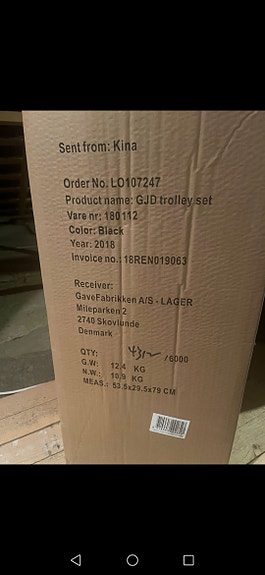 Sent from: Kina
Order No. LO107247
Product name: GJD trolley set
Vare nr: 180112
Color: Black
Year: 2018
Invoice no.: 18REN019063
Receiver:
GaveFabrikken A/S - LAGER
Mileparken 2
2740 Skovlunde
Denmark
QTY: 4312 /6000
G.W: 12,4 KG
N.W.: 10,9 KG
MEAS.: 53.5x29.5x79 CM